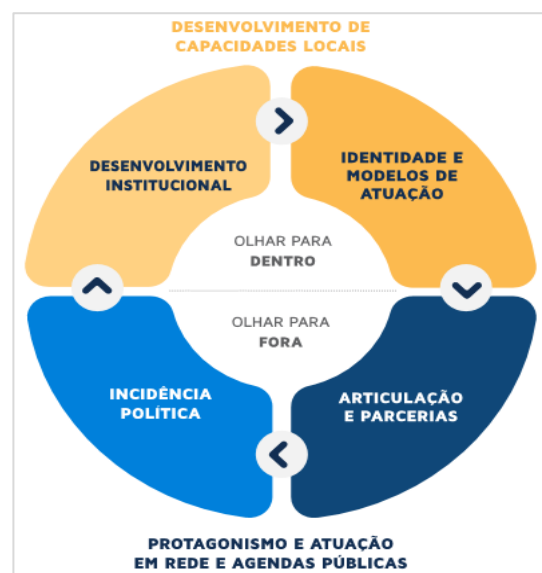 DESENVOLVIMENTO DE
CAPACIDADES LOCAIS
DESENVOLVIMENTO
INSTITUCIONAL
IDENTIDADE E
MODELOS DE
ATUAÇÃO
OLHAR PARA
DENTRO
OLHAR PARA
FORA
INCIDÊNCIA
POLÍTICA
ARTICULAÇÃO
E PARCERIAS
PROTAGONISMO E ATUAÇÃO
EM REDE E AGENDAS PÚBLICAS